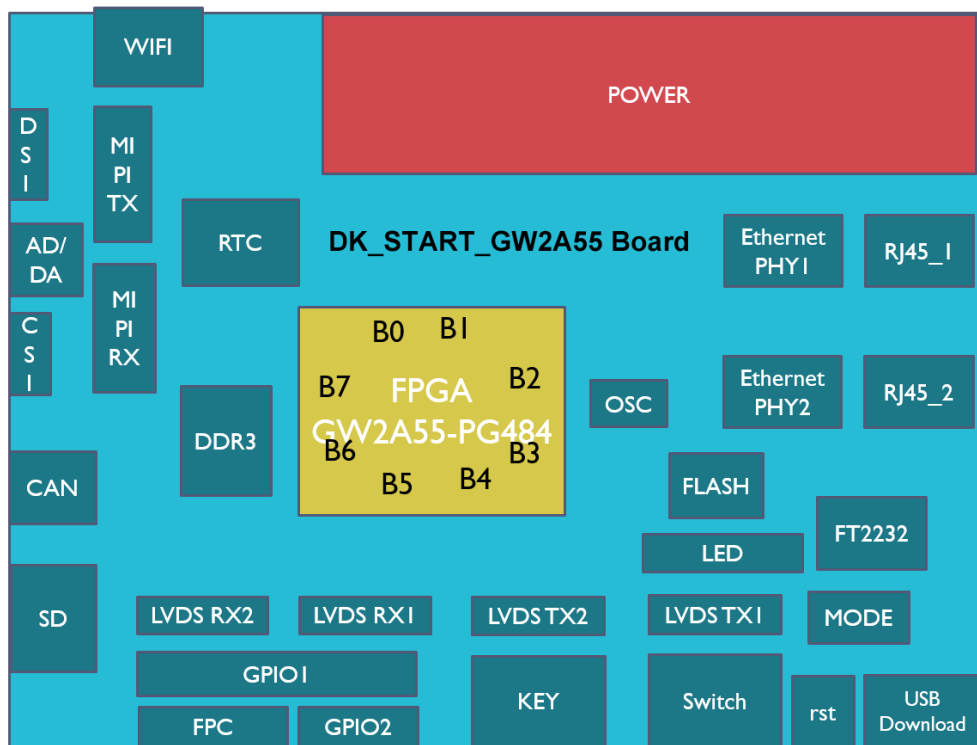 WIFI
POWER
D
S
I
MI
PI
TX
AD/
DA
RTC
DK_START_GW2A55 Board
Ethernet
PHY1
RJ45_1
MI
PI
RX
C
S
I
B0
B1
B2
B7
FPGA
GW2A55-PG484
B6
B5
B4
B3
OSC
Ethernet
PHY2
RJ45_2
DDR3
CAN
FLASH
FT2232
LED
SD
LVDS RX2
LVDS RX1
LVDS TX2
LVDS TX1
MODE
GPIO1
KEY
Switch
rst
USB
Download
FPC
GPIO2